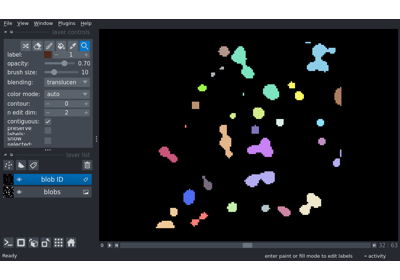 File View Window Plugins Help
layer controls
label: 1
opacity: 0.70
brush size: 10
blending: translucen
color mode: auto
contour: 0
n edit dim: 2
contiguous: ✓
preserve labels:
show selected:
layer list
blob ID
blobs
32 63
Ready
enter paint or fill mode to edit labels
activity